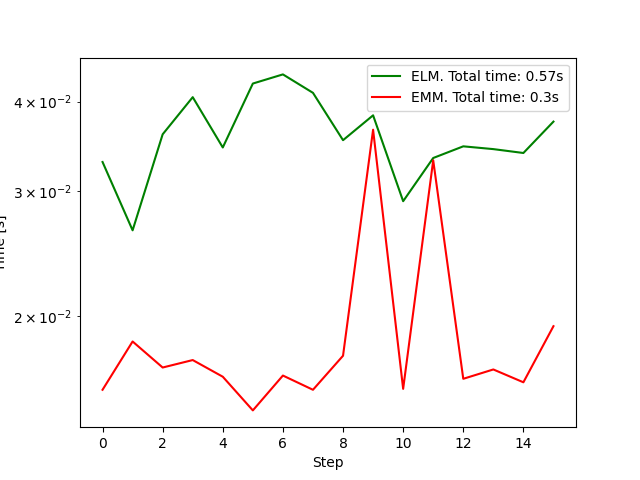 ELM. Total time: 0.57s
EMM. Total time: 0.3s
4 × 10⁻²
3 × 10⁻²
2 × 10⁻²
Time [s]
0 2 4 6 8 10 12 14
Step